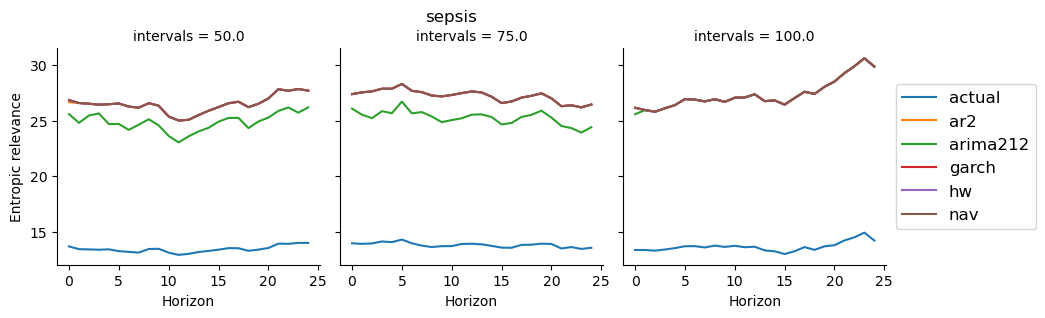 sepsis
intervals = 50.0
intervals = 75.0
intervals = 100.0
Entropic relevance
30
25
20
15
0 5 10 15 20 25
0 5 10 15 20 25
0 5 10 15 20 25
Horizon
Horizon
Horizon
actual
ar2
arima212
garch
hw
nav